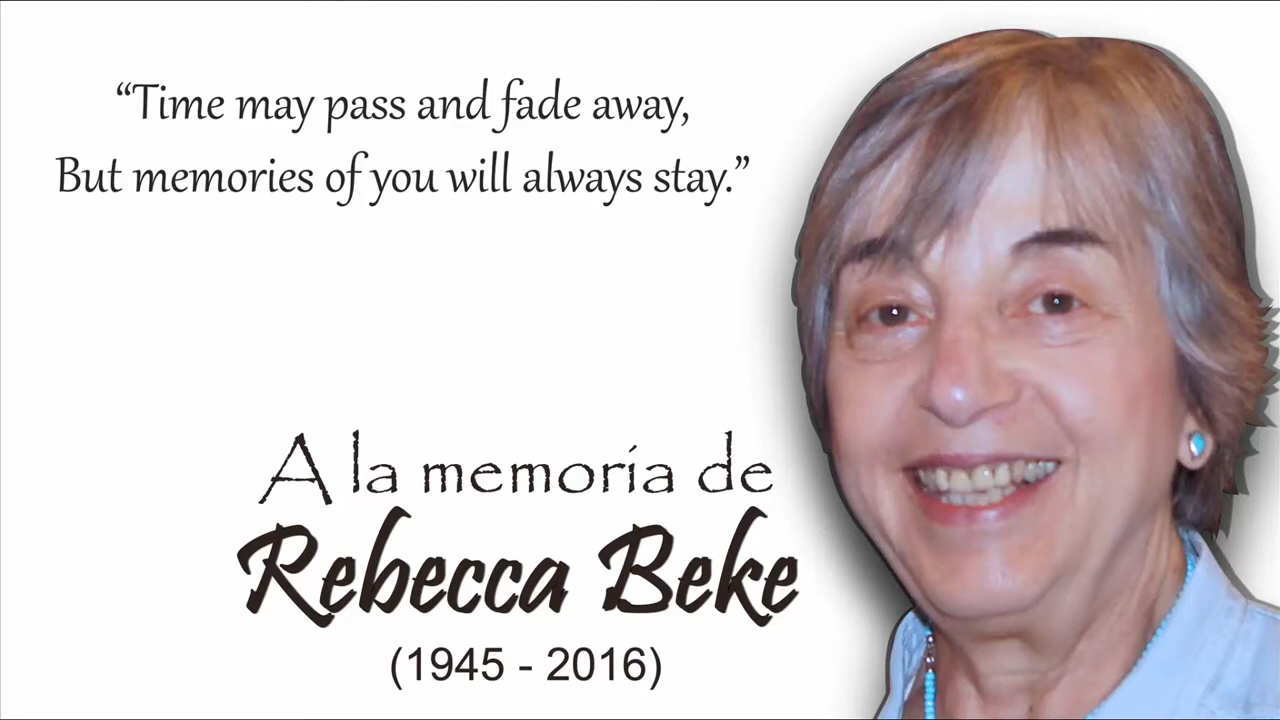 “Time may pass and fade away,
But memories of you will always stay.”
A la memoria de
Rebecca Beke
(1945 - 2016)